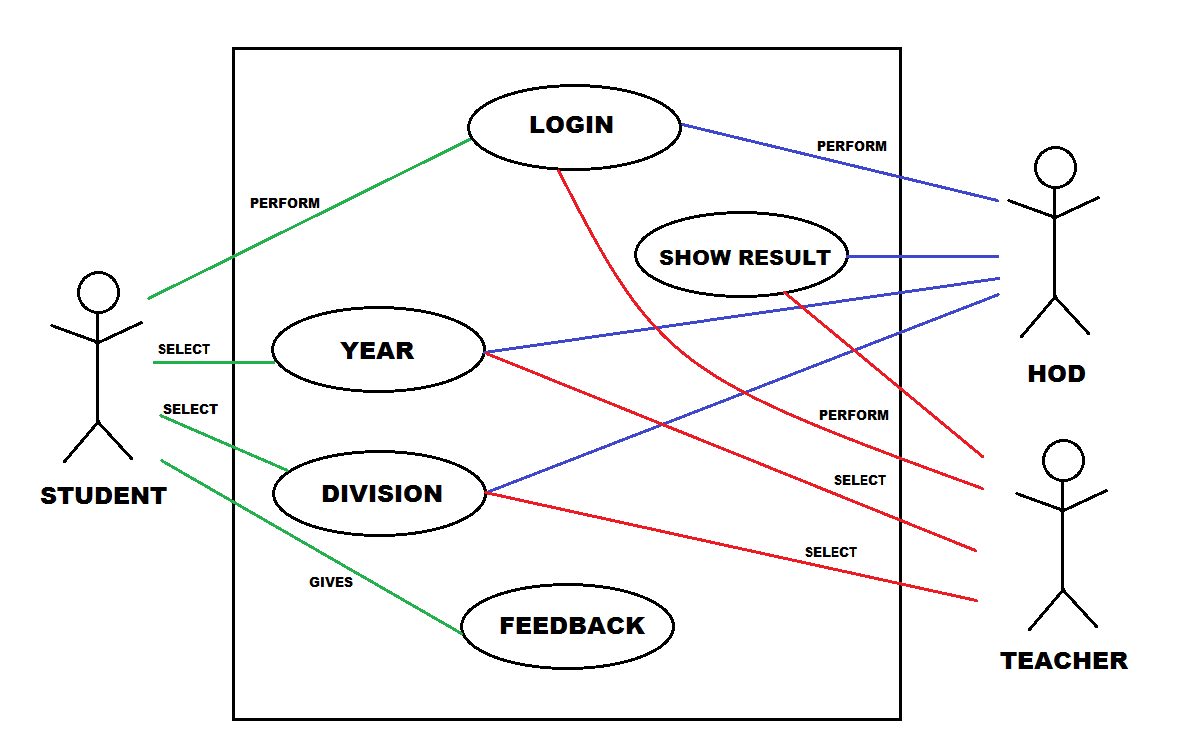 LOGIN
PERFORM
PERFORM
SHOW RESULT
SELECT
YEAR
HOD
SELECT
PERFORM
STUDENT
DIVISION
SELECT
SELECT
GIVES
FEEDBACK
TEACHER